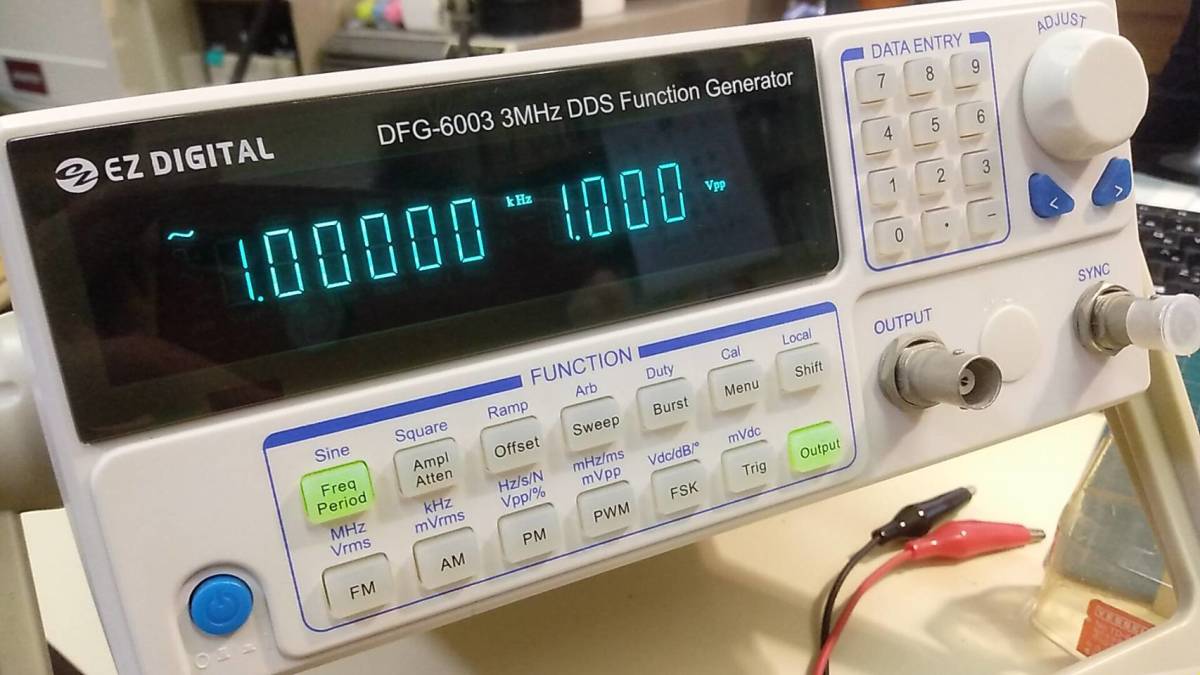 EZ DIGITAL
DFG-6003 3MHz DDS Function Generator
~ 1.00000 kHz 1.000 Vpp
DATA ENTRY
7 8 9
4 5 6
1 2 3
0 . −
ADJUST
< >
OUTPUT
SYNC
FUNCTION
Sine Square Ramp Arb Duty Cal Local
Freq Period
Ampl Atten
Offset
Sweep
Burst
Menu
Shift
MHz Vrms
kHz mVrms
Hz/s/N Vpp/%
mHz/ms mVpp
Vdc/dB/°
mVdc
FM AM PM PWM FSK Trig Output